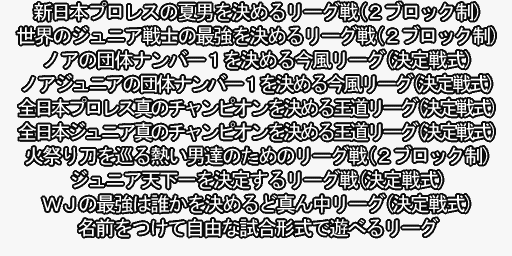 新日本プロレスの夏男を決めるリーグ戦(２ブロック制)
世界のジュニア戦士の最強を決めるリーグ戦(２ブロック制)
ノアの団体ナンバー１を決める今風リーグ(決定戦式)
ノアジュニアの団体ナンバー１を決める今風リーグ(決定戦式)
全日本プロレス真のチャンピオンを決める王道リーグ(決定戦式)
全日本ジュニア真のチャンピオンを決める王道リーグ(決定戦式)
火祭り刀を巡る熱い男達のためのリーグ戦(２ブロック制)
ジュニア天下一を決定するリーグ戦(決定戦式)
ＷＪの最強は誰かを決めるど真ん中リーグ(決定戦式)
名前をつけて自由な試合形式で遊べるリーグ